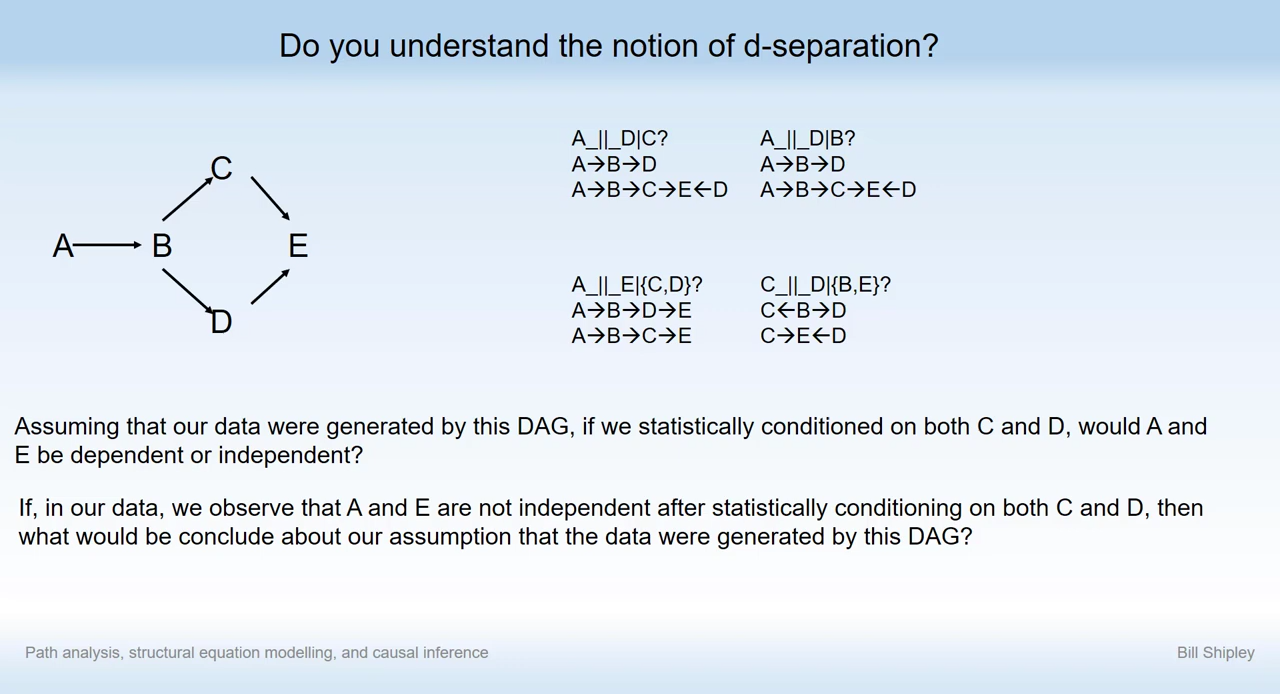 Do you understand the notion of d-separation?
A_||_D|C?
A→B→D
A→B→C→E←D
A_||_D|B?
A→B→D
A→B→C→E←D
C
A
B
E
D
A_||_E|{C,D}?
A→B→D→E
A→B→C→E
C_||_D|{B,E}?
C←B→D
C→E←D
Assuming that our data were generated by this DAG, if we statistically conditioned on both C and D, would A and
E be dependent or independent?
If, in our data, we observe that A and E are not independent after statistically conditioning on both C and D, then
what would be conclude about our assumption that the data were generated by this DAG?
Path analysis, structural equation modelling, and causal inference
Bill Shipley